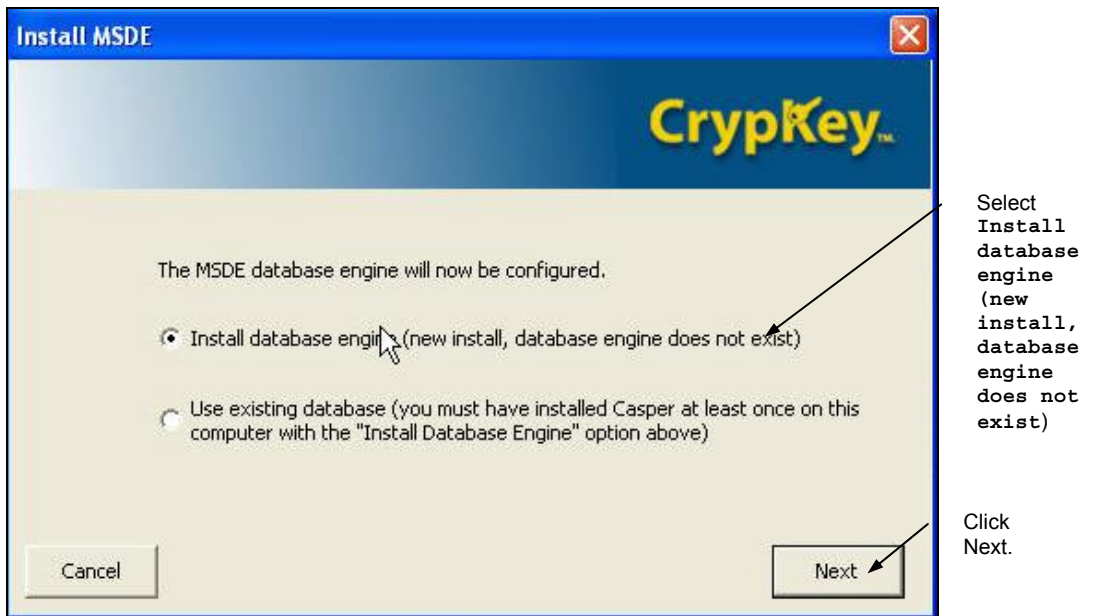 Install MSDE
CrypKey™
The MSDE database engine will now be configured.
Install database engine (new install, database engine does not exist)
Use existing database (you must have installed Casper at least once on this
computer with the "Install Database Engine" option above)
Cancel
Next
Select
Install
database
engine
(new
install,
database
engine
does not
exist)
Click
Next.